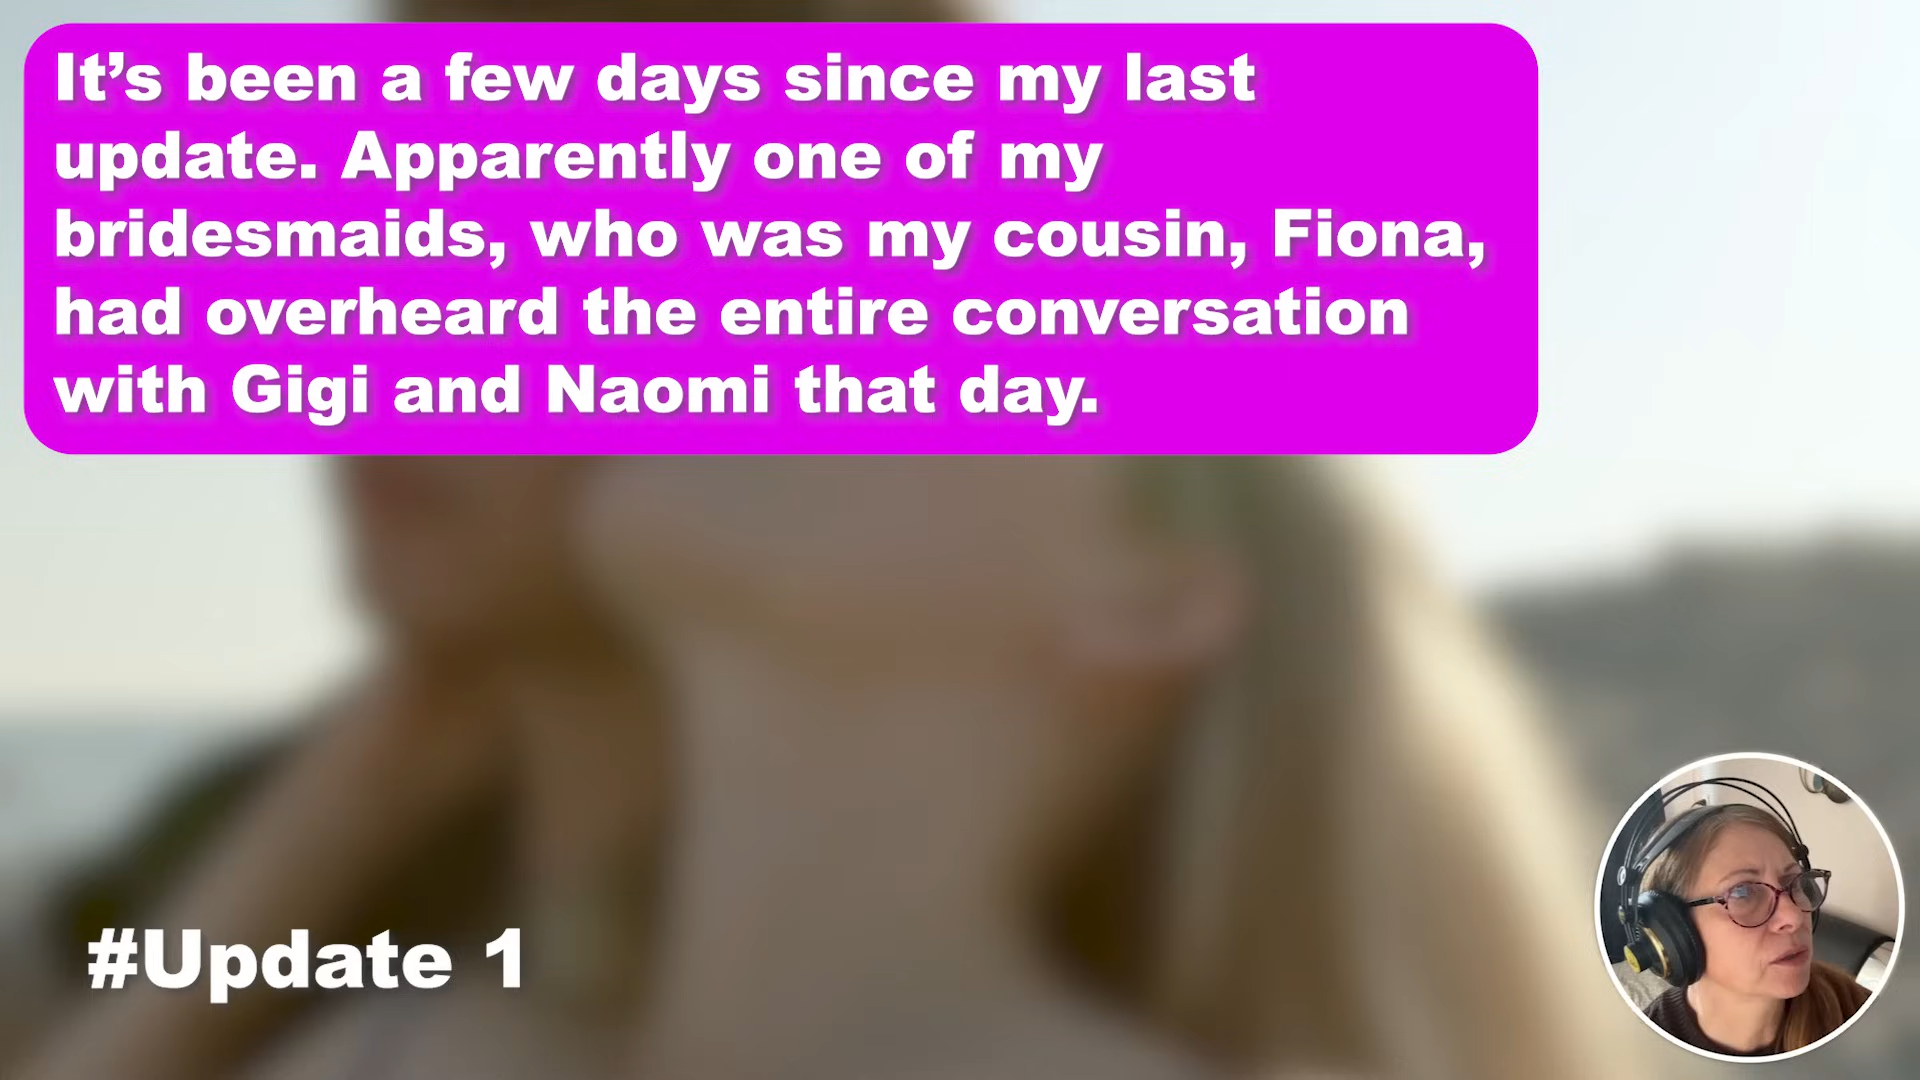 It’s been a few days since my last
update. Apparently one of my
bridesmaids, who was my cousin, Fiona,
had overheard the entire conversation
with Gigi and Naomi that day.
#Update 1